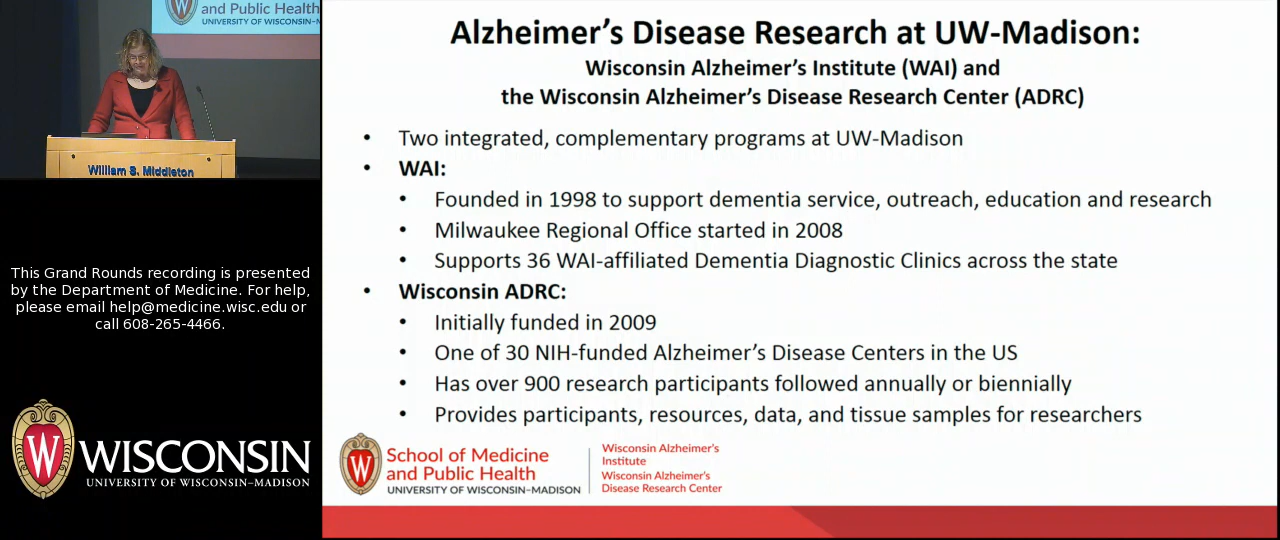 and Public Health
UNIVERSITY OF WISCONSIN–M
William S. Middleton
This Grand Rounds recording is presented
by the Department of Medicine. For help,
please email help@medicine.wisc.edu or
call 608-265-4466.
W
WISCONSIN
UNIVERSITY OF WISCONSIN–MADISON
Alzheimer's Disease Research at UW-Madison:
Wisconsin Alzheimer's Institute (WAI) and
the Wisconsin Alzheimer's Disease Research Center (ADRC)
• Two integrated, complementary programs at UW-Madison
• WAI:
• Founded in 1998 to support dementia service, outreach, education and research
• Milwaukee Regional Office started in 2008
• Supports 36 WAI-affiliated Dementia Diagnostic Clinics across the state
• Wisconsin ADRC:
• Initially funded in 2009
• One of 30 NIH-funded Alzheimer's Disease Centers in the US
• Has over 900 research participants followed annually or biennially
• Provides participants, resources, data, and tissue samples for researchers
W
School of Medicine
and Public Health
UNIVERSITY OF WISCONSIN–MADISON
Wisconsin Alzheimer's
Institute
Wisconsin Alzheimer's
Disease Research Center